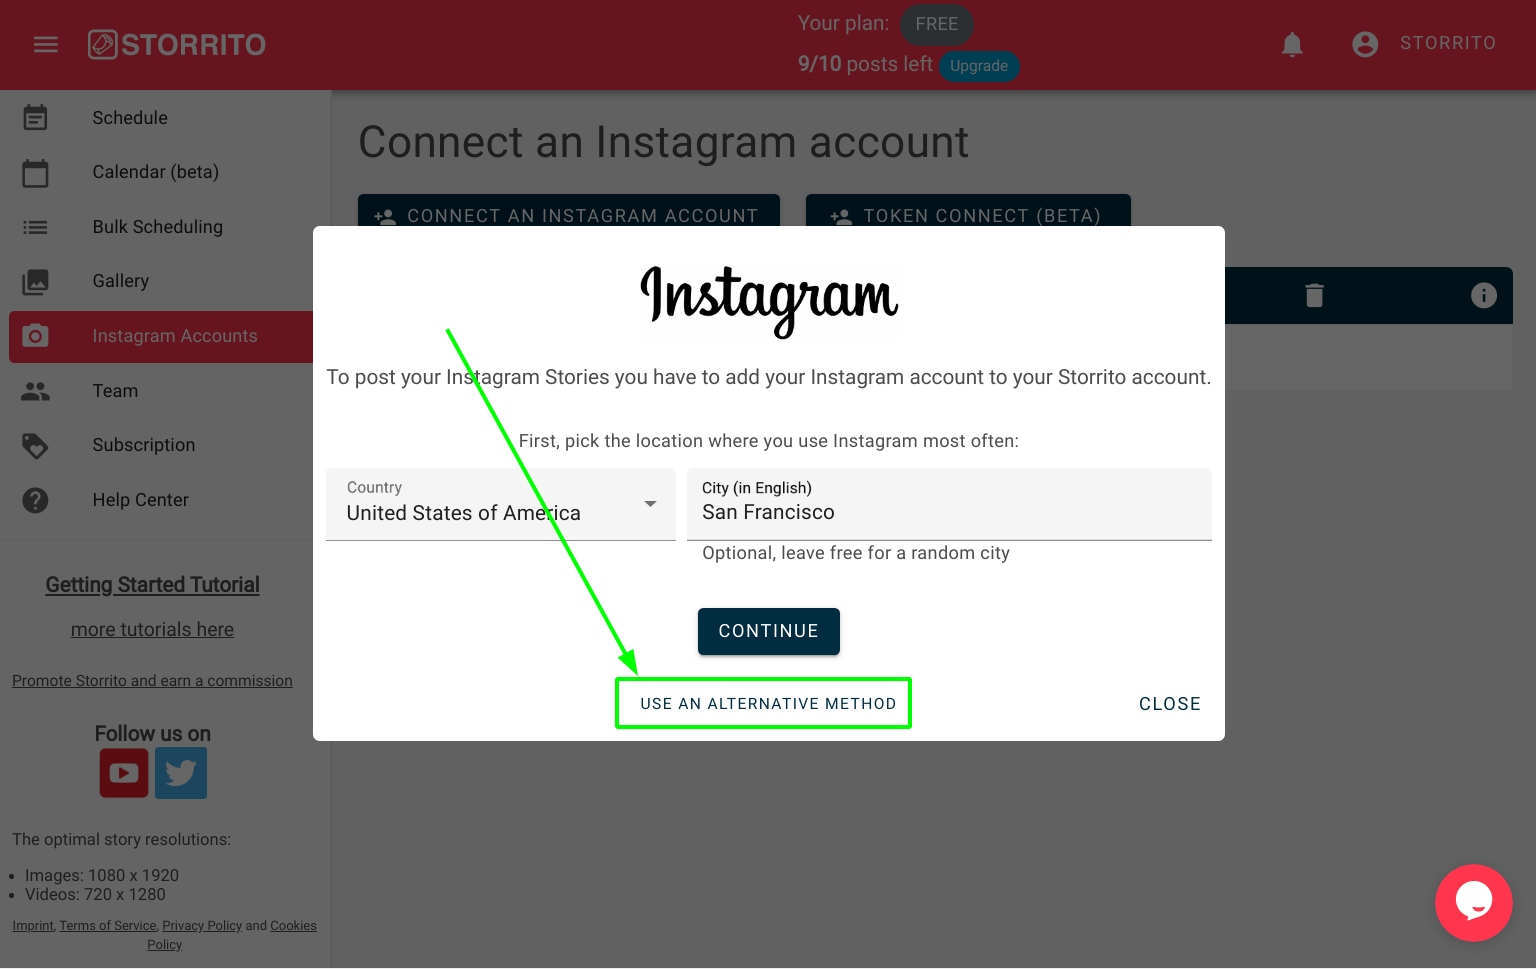 STORRITO
Your plan: FREE
9/10 posts left Upgrade
STORRITO
Schedule
Calendar (beta)
Bulk Scheduling
Gallery
Instagram Accounts
Team
Subscription
Help Center
Getting Started Tutorial
more tutorials here
Promote Storrito and earn a commission
Follow us on
The optimal story resolutions:
Images: 1080 x 1920
Videos: 720 x 1280
Imprint, Terms of Service, Privacy Policy and Cookies
Policy
Connect an Instagram account
CONNECT AN INSTAGRAM ACCOUNT
TOKEN CONNECT (BETA)
Instagram
To post your Instagram Stories you have to add your Instagram account to your Storrito account.
First, pick the location where you use Instagram most often:
Country
United States of America
City (in English)
San Francisco
Optional, leave free for a random city
CONTINUE
USE AN ALTERNATIVE METHOD
CLOSE